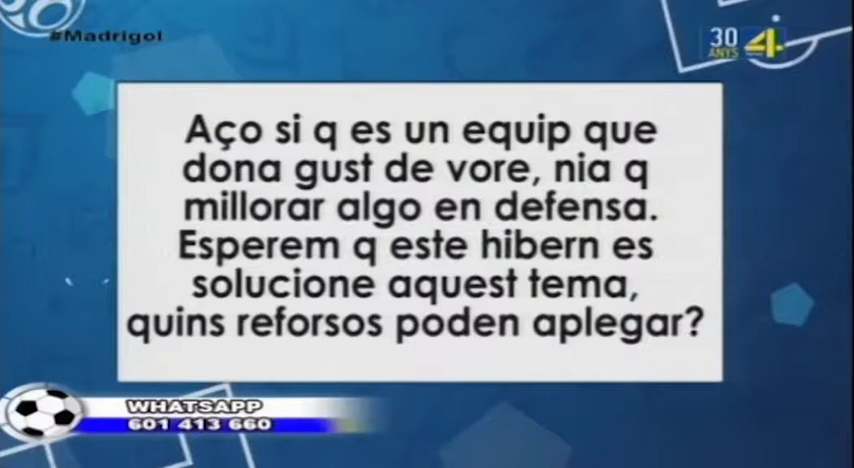 #Madrigol
30
ANYS
4
Aço si q es un equip que
dona gust de vore, nia q
millorar algo en defensa.
Esperem q este hibern es
solucione aquest tema,
quins reforsos poden aplegar?
WHATSAPP
601 413 660